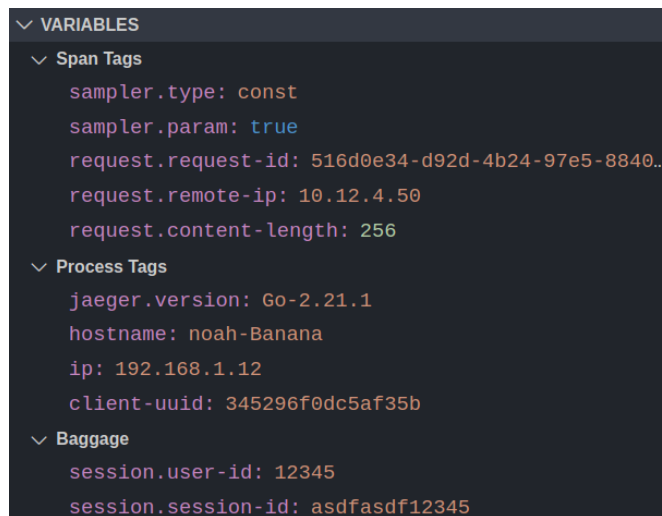 VARIABLES
Span Tags
sampler.type: const
sampler.param: true
request.request-id: 516d0e34-d92d-4b24-97e5-8840…
request.remote-ip: 10.12.4.50
request.content-length: 256
Process Tags
jaeger.version: Go-2.21.1
hostname: noah-Banana
ip: 192.168.1.12
client-uuid: 345296f0dc5af35b
Baggage
session.user-id: 12345
session.session-id: asdfasdf12345